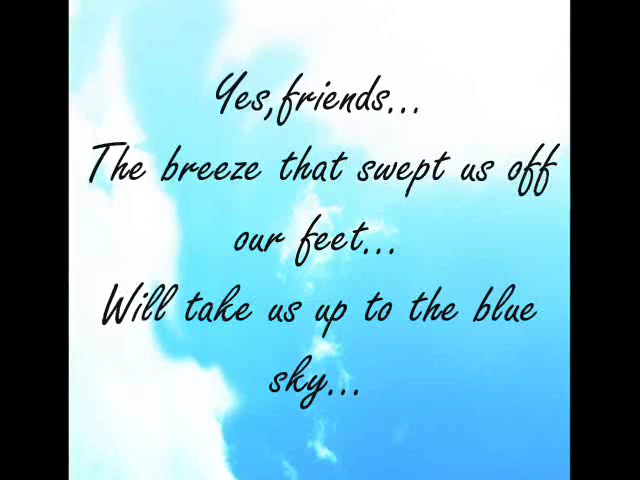 Yes,friends...
The breeze that swept us off
our feet...
Will take us up to the blue
sky...